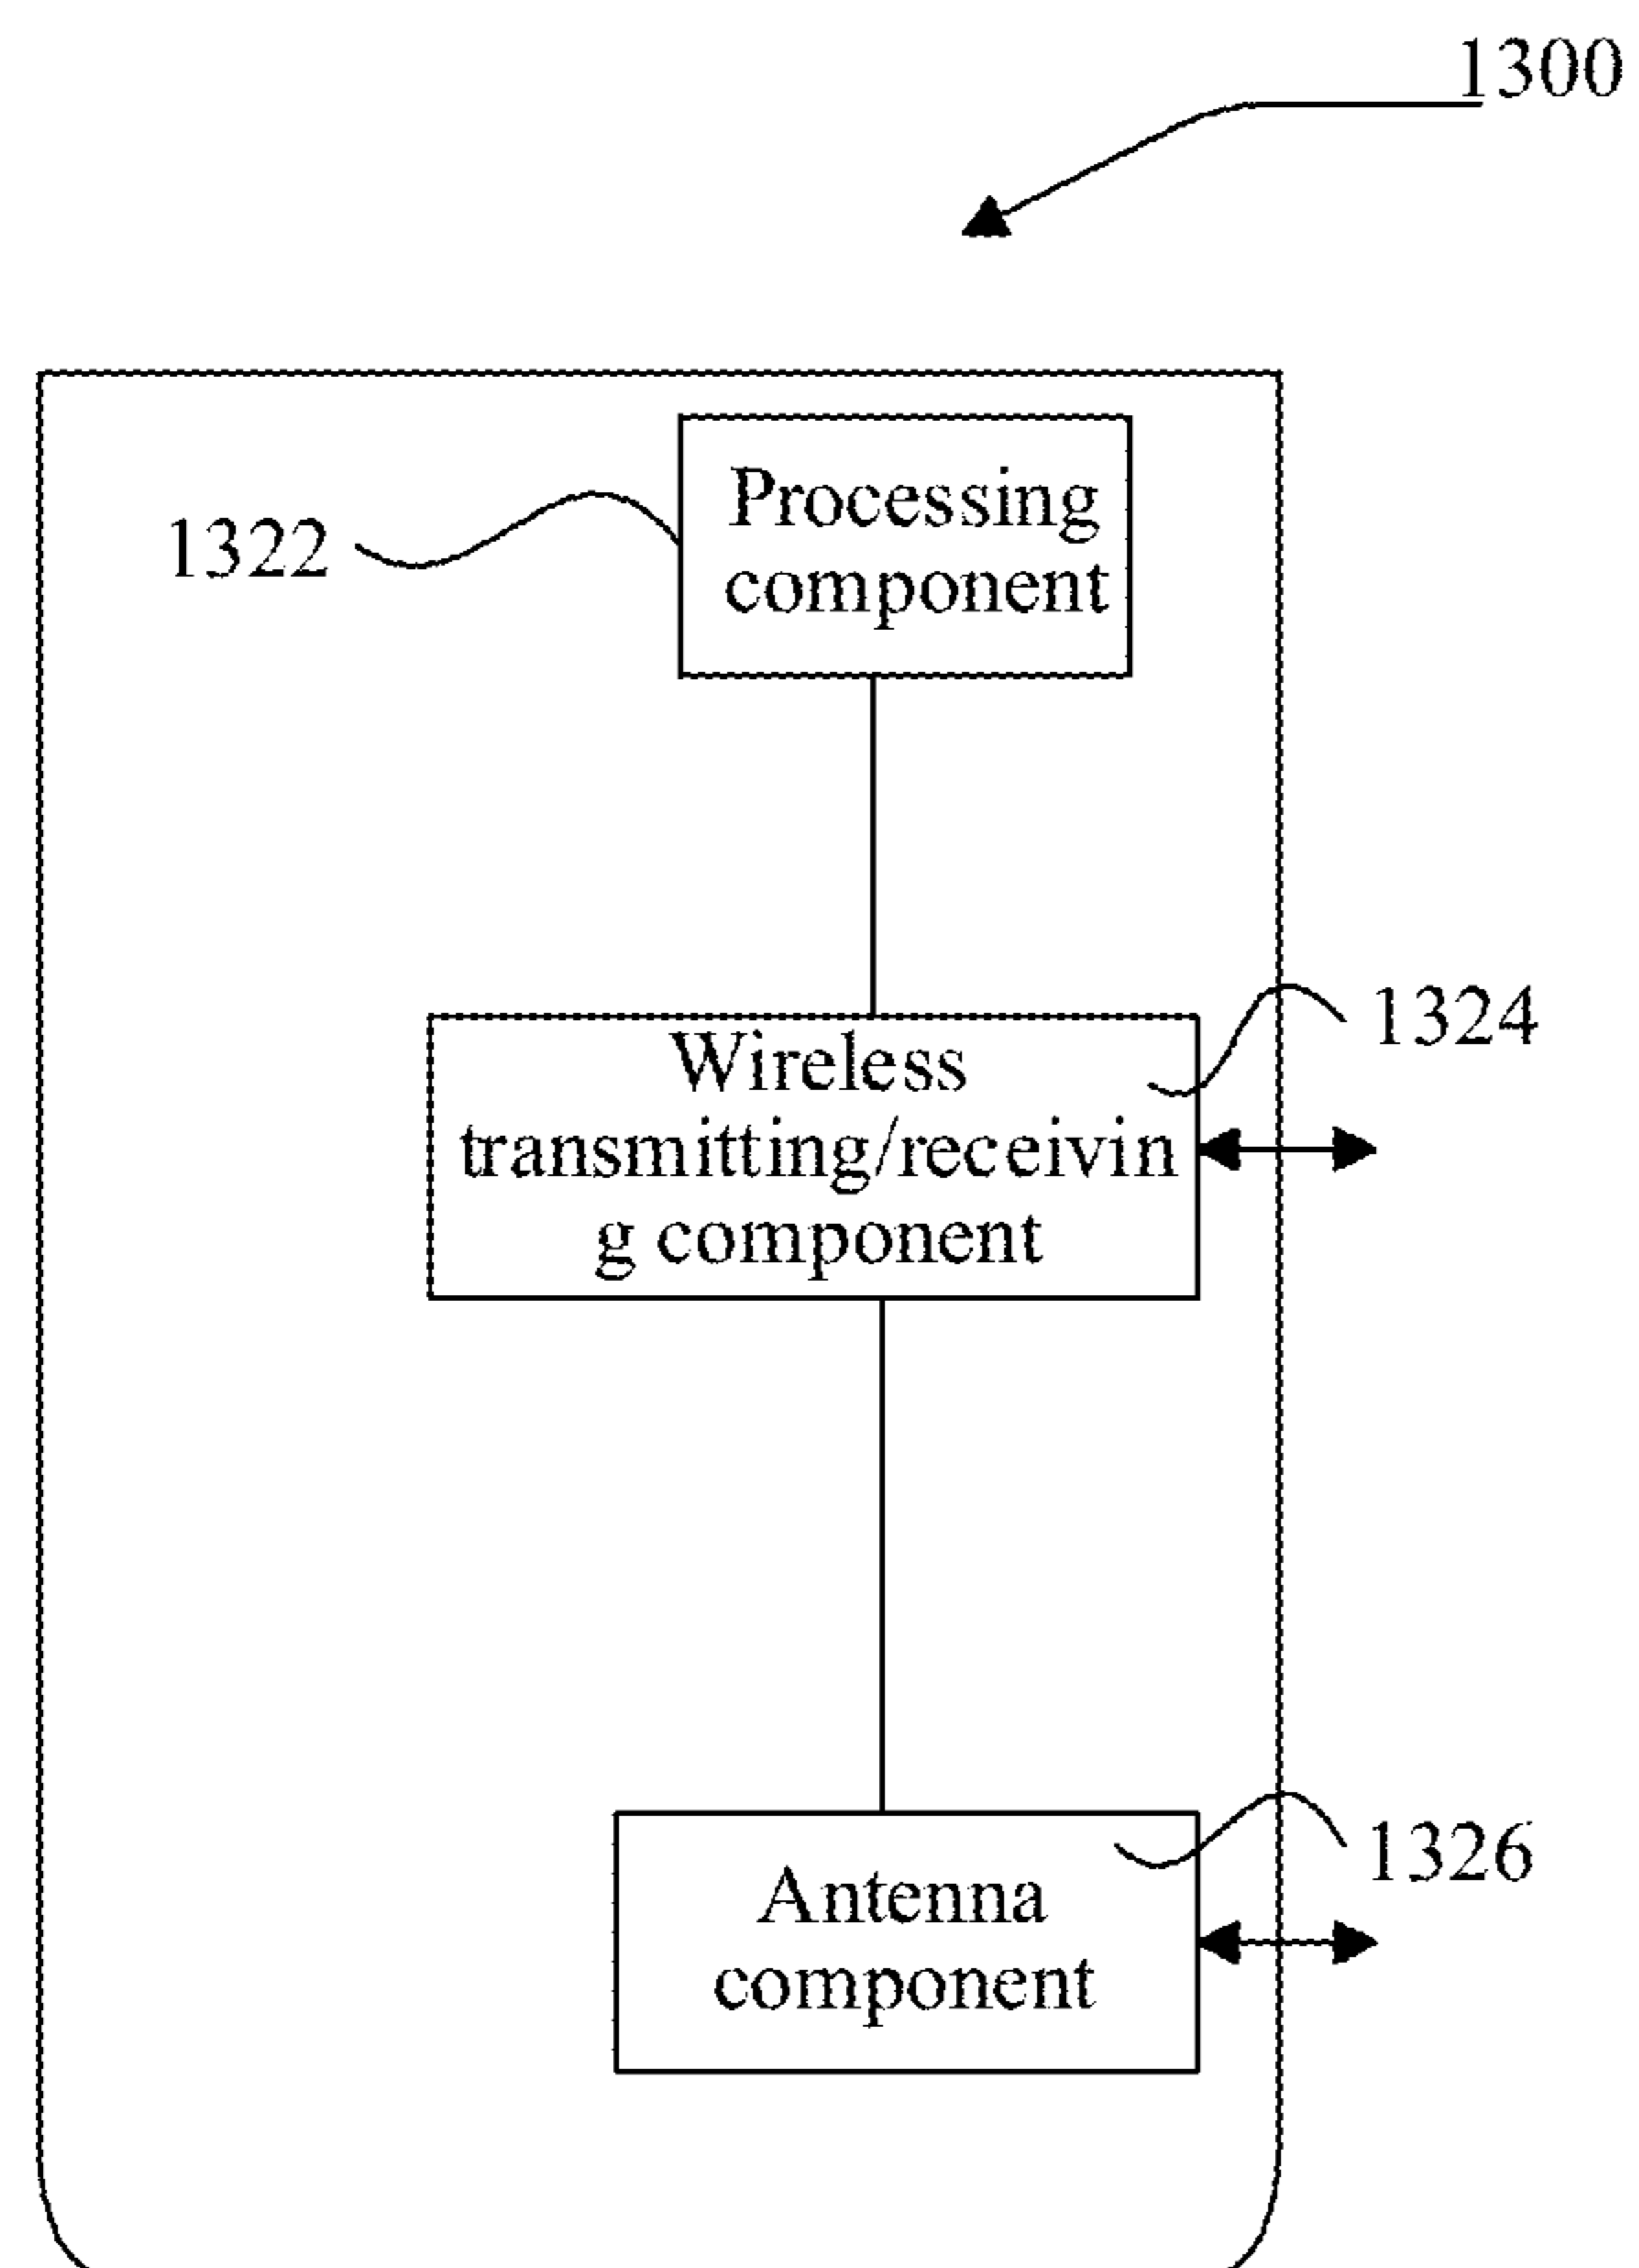 1300
Processing
component
1322
1324
Wireless
transmitting/receivin
g component
1326
Antenna
component